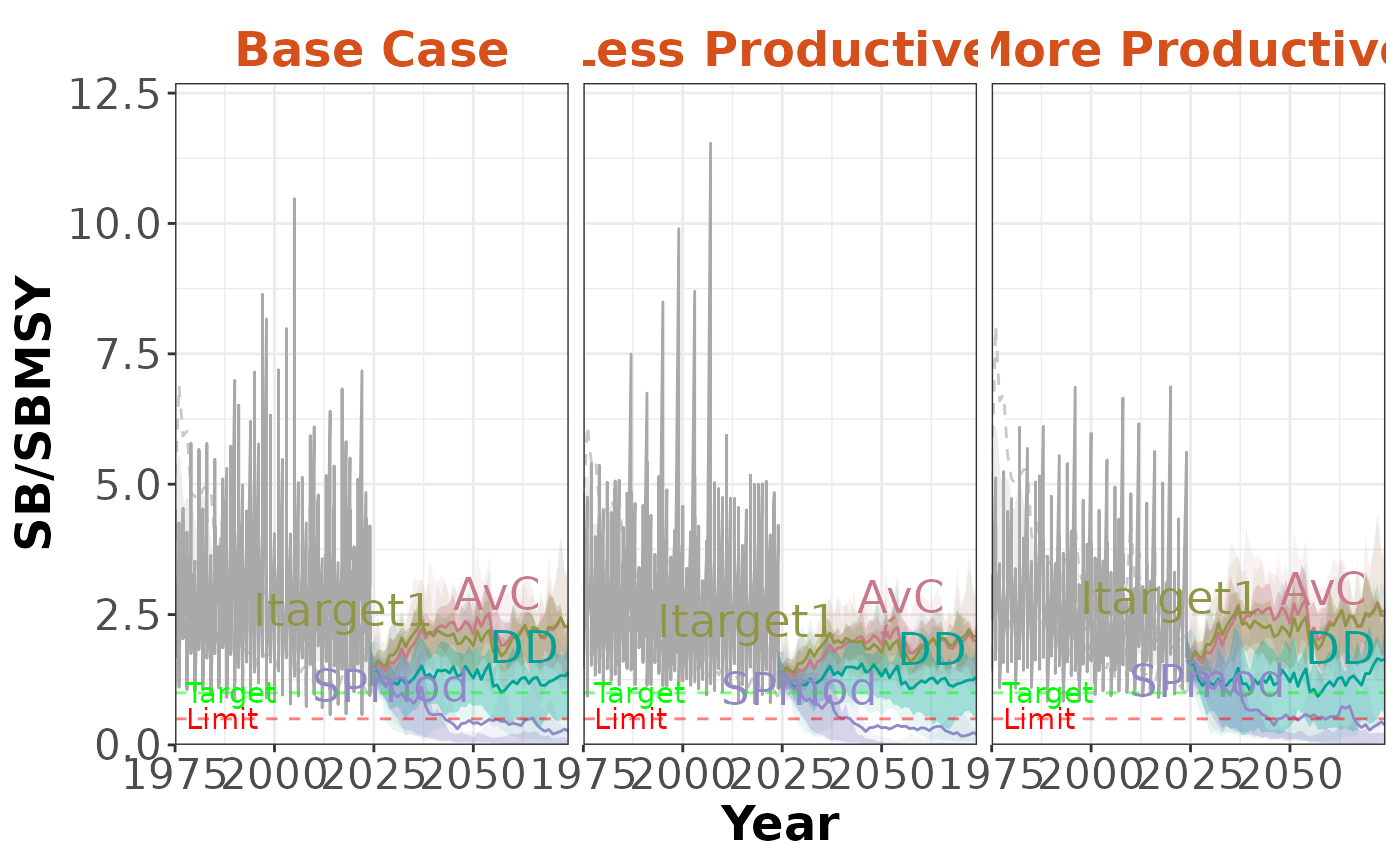 Base Case
Less Productive
More Productive
SB/SBMSY
12.5
10.0
7.5
5.0
2.5
0.0
AvC
Itarget1
DD
SPmod
Target
Limit
AvC
Itarget1
DD
SPmod
Target
Limit
AvC
Itarget1
DD
SPmod
Target
Limit
1975 2000 2025 2050 1975 2000 2025 2050 1975 2000 2025 2050
Year